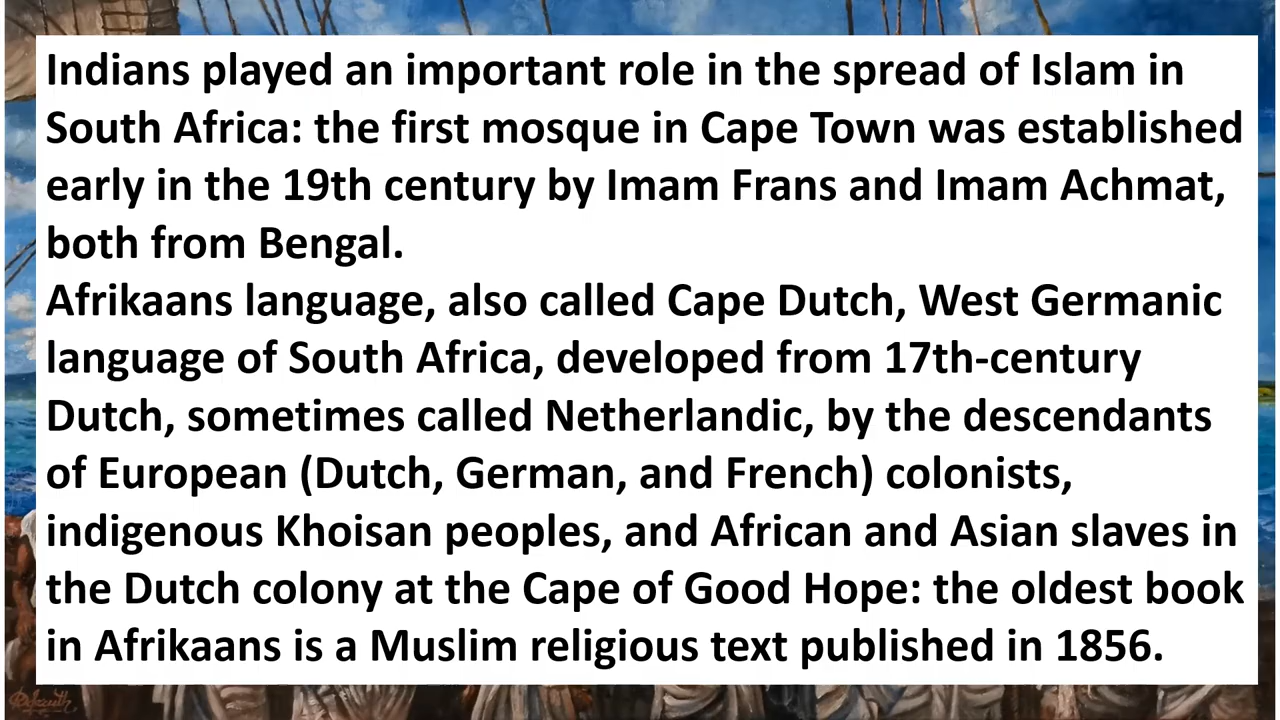 Indians played an important role in the spread of Islam in
South Africa: the first mosque in Cape Town was established
early in the 19th century by Imam Frans and Imam Achmat,
both from Bengal.
Afrikaans language, also called Cape Dutch, West Germanic
language of South Africa, developed from 17th-century
Dutch, sometimes called Netherlandic, by the descendants
of European (Dutch, German, and French) colonists,
indigenous Khoisan peoples, and African and Asian slaves in
the Dutch colony at the Cape of Good Hope: the oldest book
in Afrikaans is a Muslim religious text published in 1856.